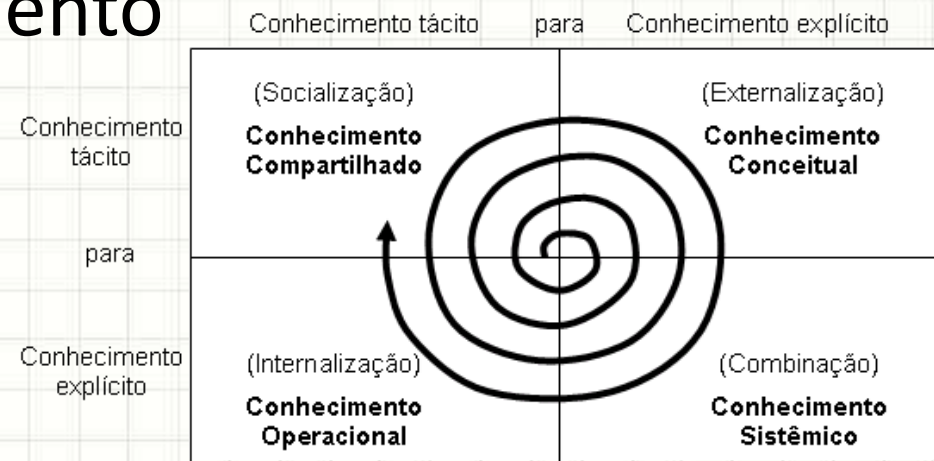 ento
Conhecimento tácito para Conhecimento explícito
Conhecimento
tácito
(Socialização)
Conhecimento
Compartilhado
(Externalização)
Conhecimento
Conceitual
para
Conhecimento
explícito
(Internalização)
Conhecimento
Operacional
(Combinação)
Conhecimento
Sistêmico